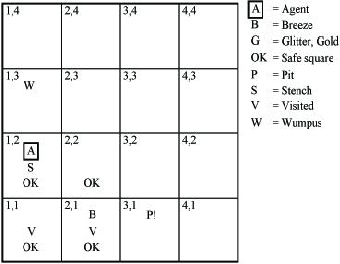 1,4 2,4 3,4 4,4
1,3 2,3 3,3 4,3
W
1,2 2,2 3,2 4,2
A
S
OK OK
1,1 2,1 3,1 4,1
B P!
V V
OK OK
A = Agent
B = Breeze
G = Glitter, Gold
OK = Safe square
P = Pit
S = Stench
V = Visited
W = Wumpus